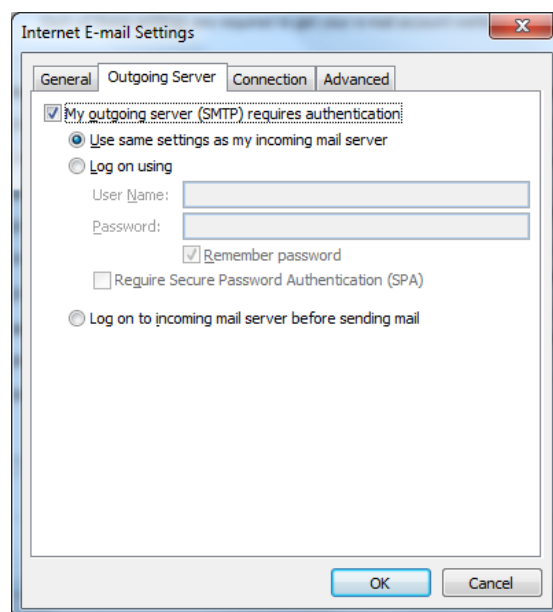 Internet E-mail Settings
General Outgoing Server Connection Advanced
My outgoing server (SMTP) requires authentication
Use same settings as my incoming mail server
Log on using
User Name:
Password:
Remember password
Require Secure Password Authentication (SPA)
Log on to incoming mail server before sending mail
OK Cancel